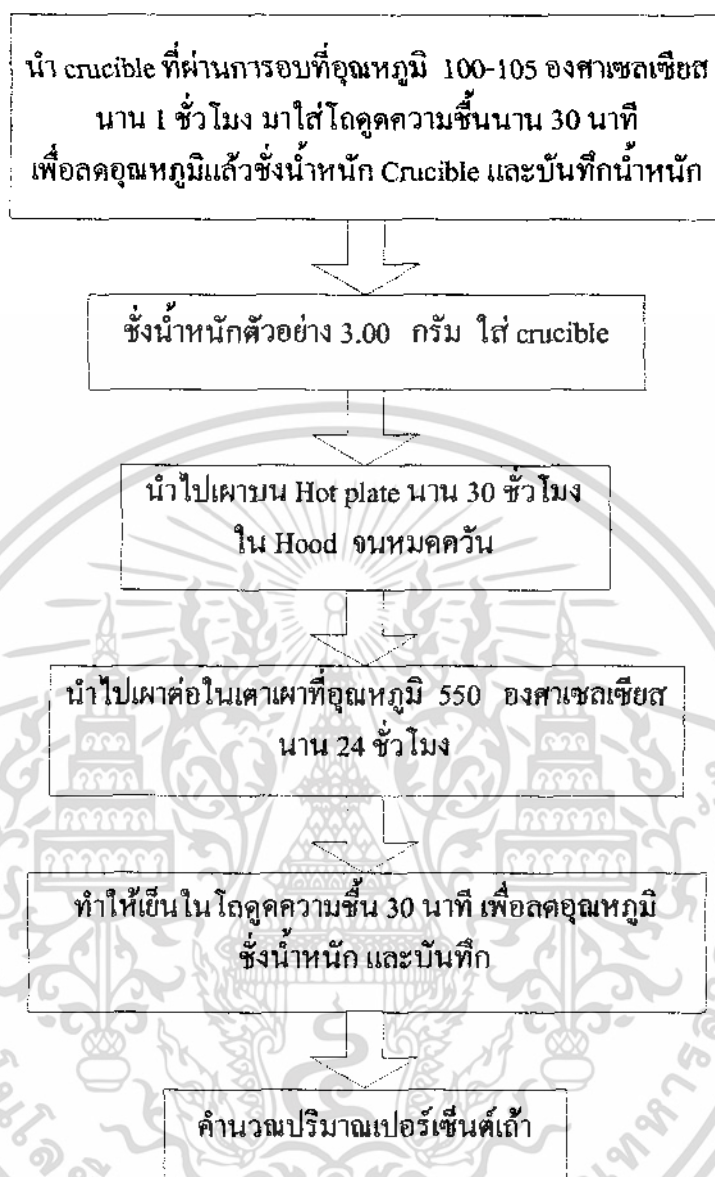 นำ crucible ที่ผ่านการอบที่อุณหภูมิ 100-105 องศาเซลเซียส
นาน 1 ชั่วโมง มาใส่โถดูดความชื้นนาน 30 นาที
เพื่อลดอุณหภูมิแล้วชั่งน้ำหนัก Crucible และบันทึกน้ำหนัก
ชั่งน้ำหนักตัวอย่าง 3.00 กรัม ใส่ crucible
นำไปเผาบน Hot plate นาน 30 ชั่วโมง
ใน Hood จนหมดควัน
นำไปเผาต่อในเตาเผาที่อุณหภูมิ 550 องศาเซลเซียส
นาน 24 ชั่วโมง
ทำให้เย็นในโถดูดความชื้น 30 นาที เพื่อลดอุณหภูมิ
ชั่งน้ำหนัก และบันทึก
คำนวณปริมาณเปอร์เซ็นต์เถ้า